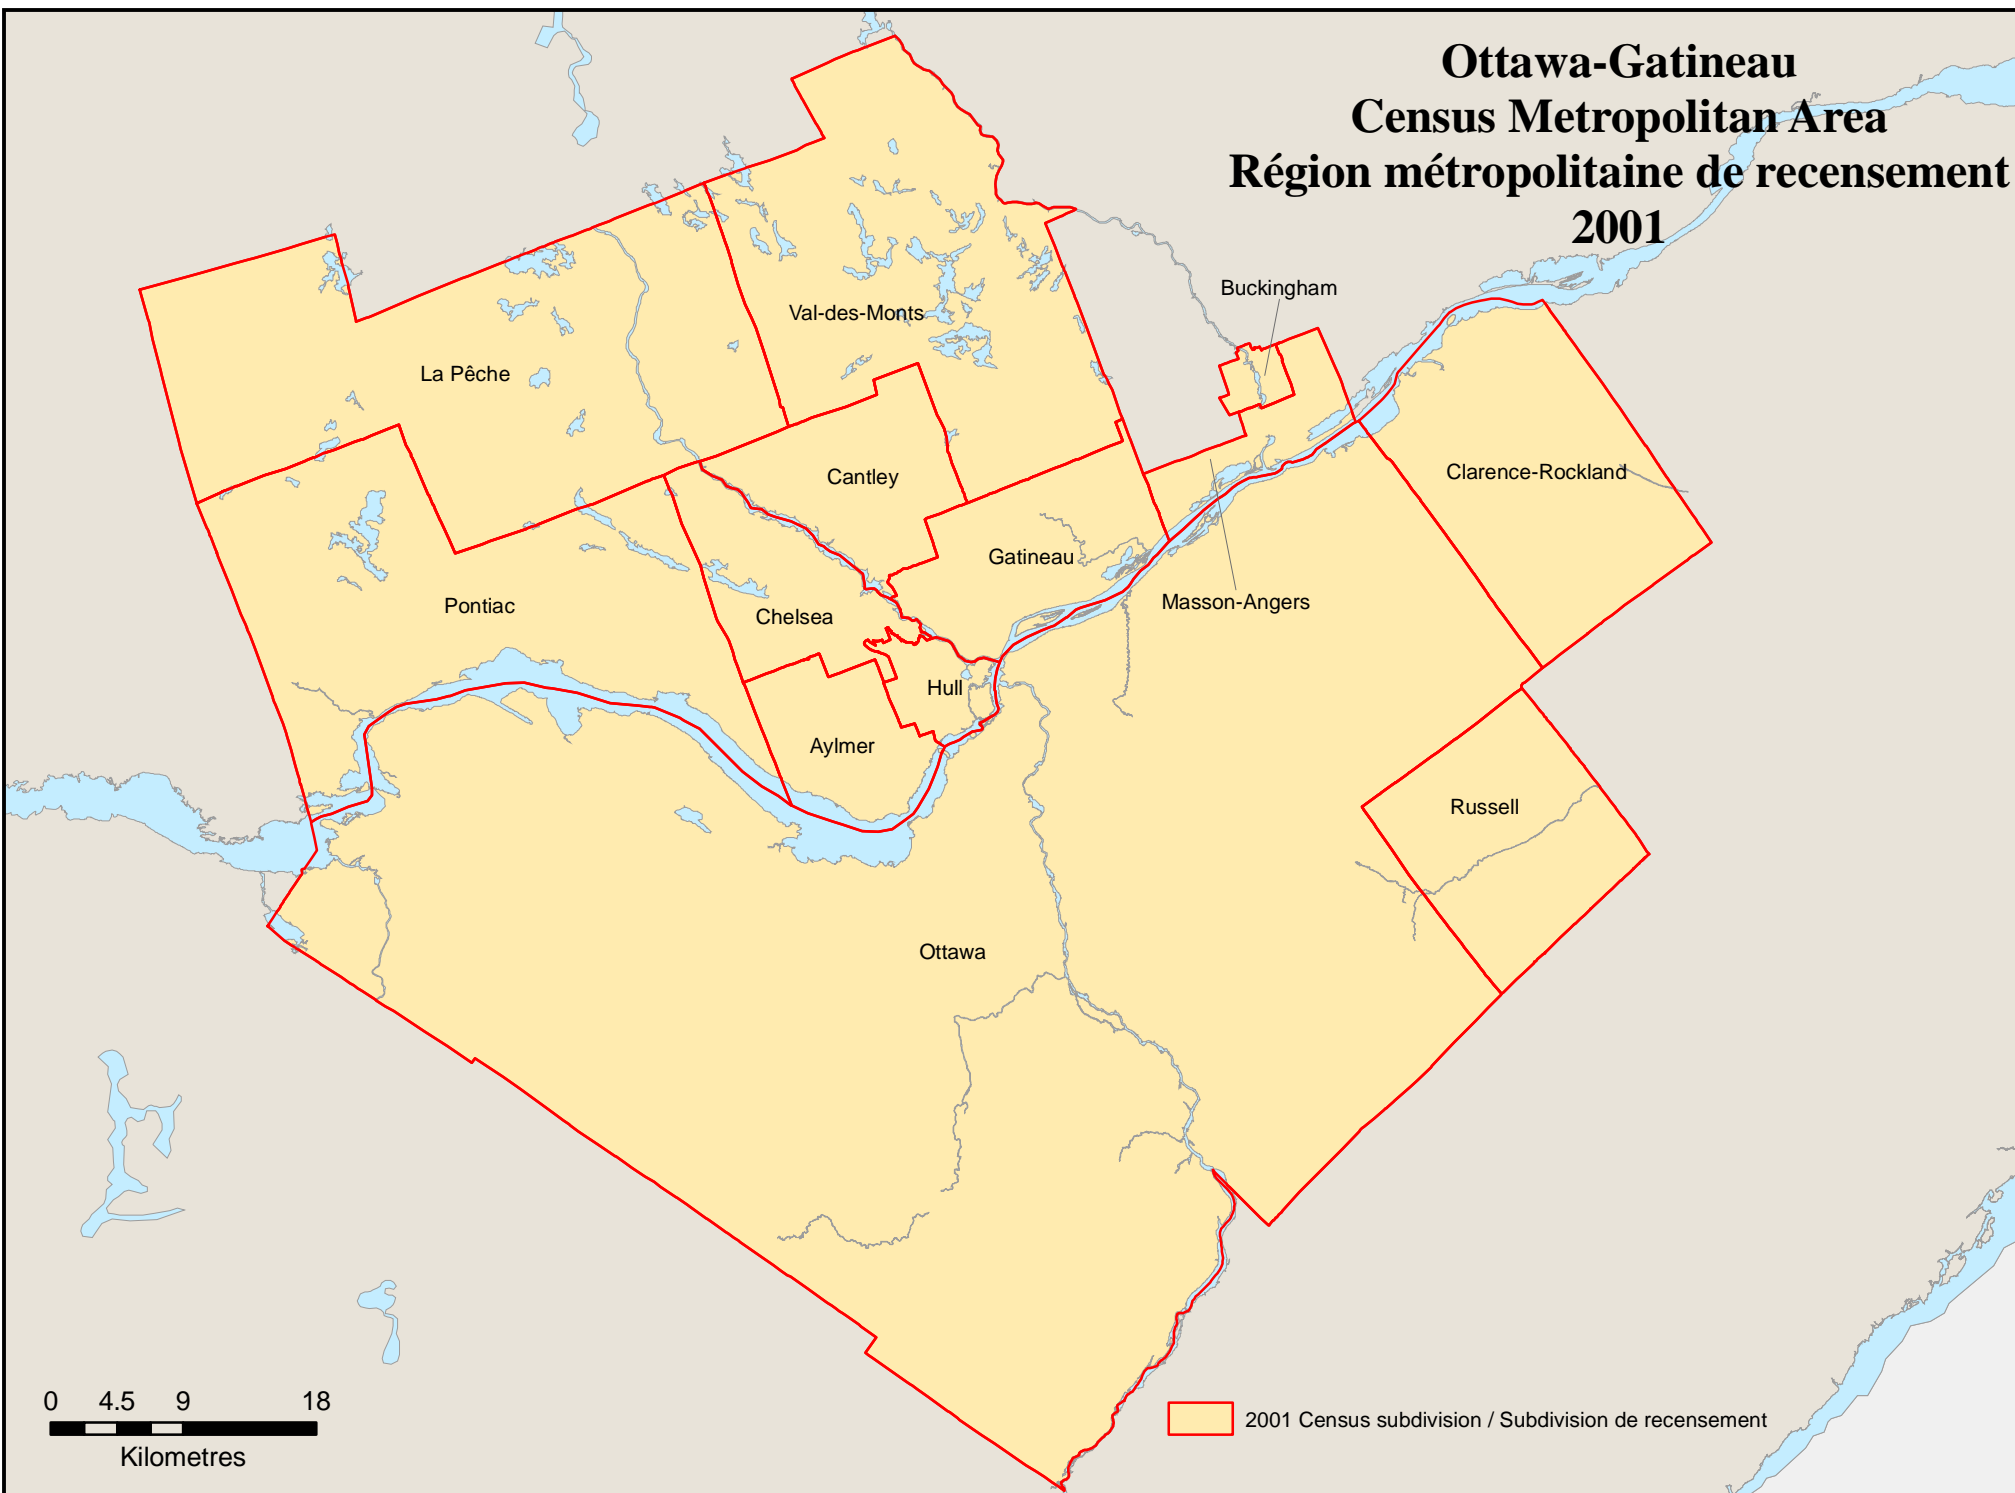 Ottawa-Gatineau
Census Metropolitan Area
Région métropolitaine de recensement
2001
Buckingham
Val-des-Monts
La Pêche
Cantley
Clarence-Rockland
Gatineau
Masson-Angers
Pontiac
Chelsea
Hull
Aylmer
Russell
Ottawa
0 4.5 9 18
Kilometres
2001 Census subdivision / Subdivision de recensement